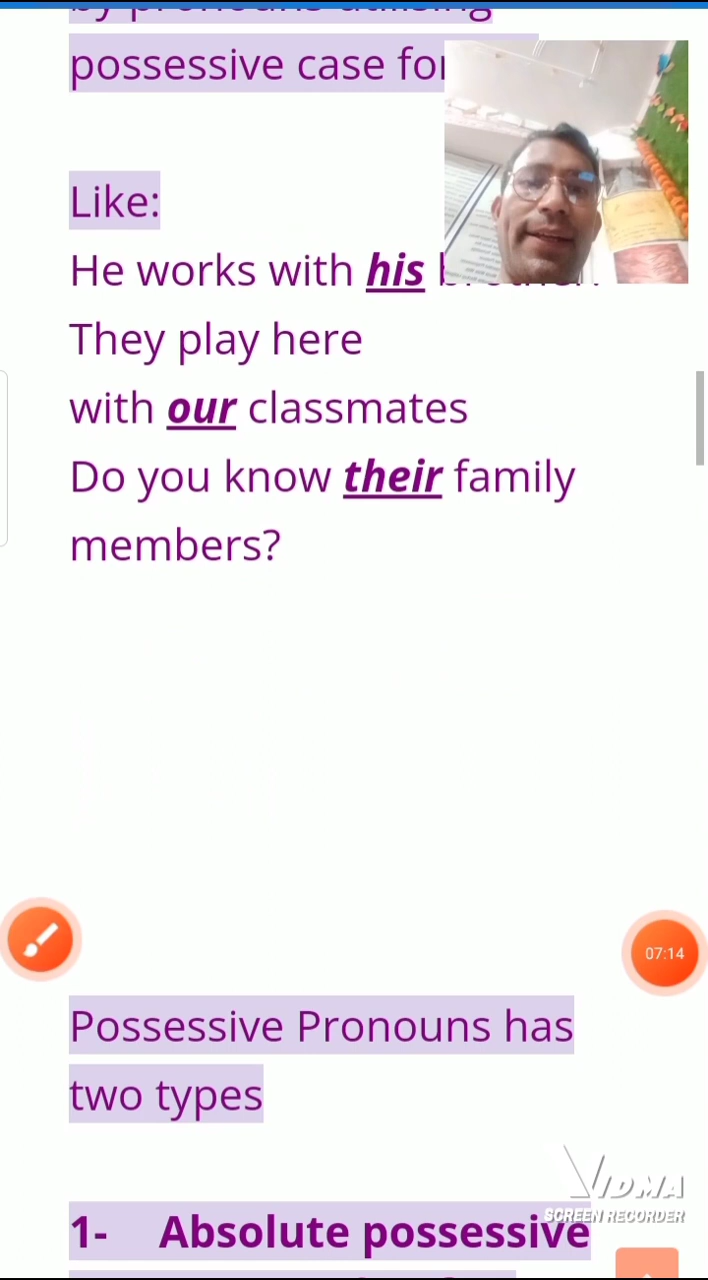 possessive case for
Like:
He works with his
They play here
with our classmates
Do you know their family
members?
07:14
Possessive Pronouns has
two types
VIDMA
SCREEN RECORDER
1- Absolute possessive